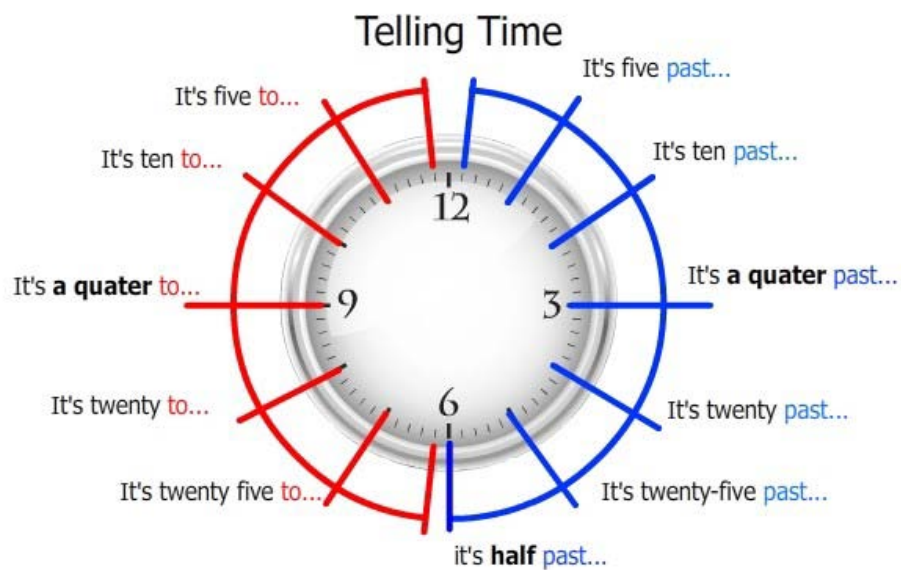 Telling Time
It's five past...
It's five to...
It's ten past...
It's ten to...
12
It's a quater past...
It's a quater to...
9
3
It's twenty past...
It's twenty to...
6
It's twenty-five past...
It's twenty five to...
it's half past...